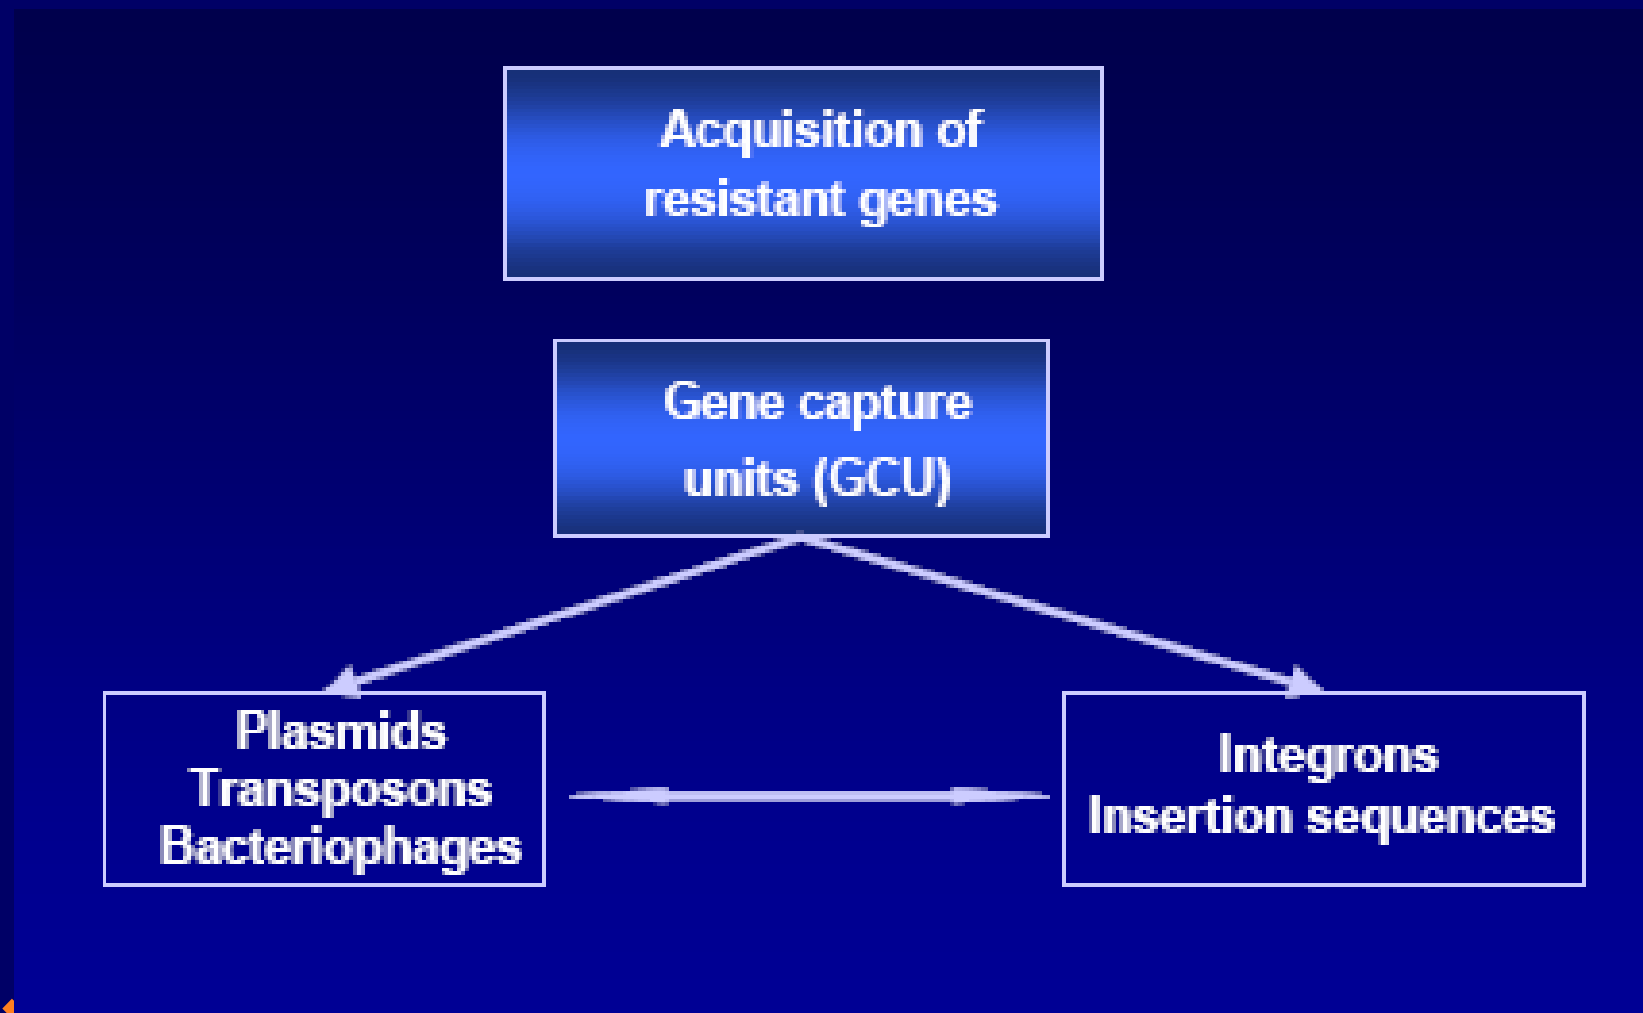 Acquisition of
resistant genes
Gene capture
units (GCU)
Plasmids
Transposons
Bacteriophages
Integrons
Insertion sequences